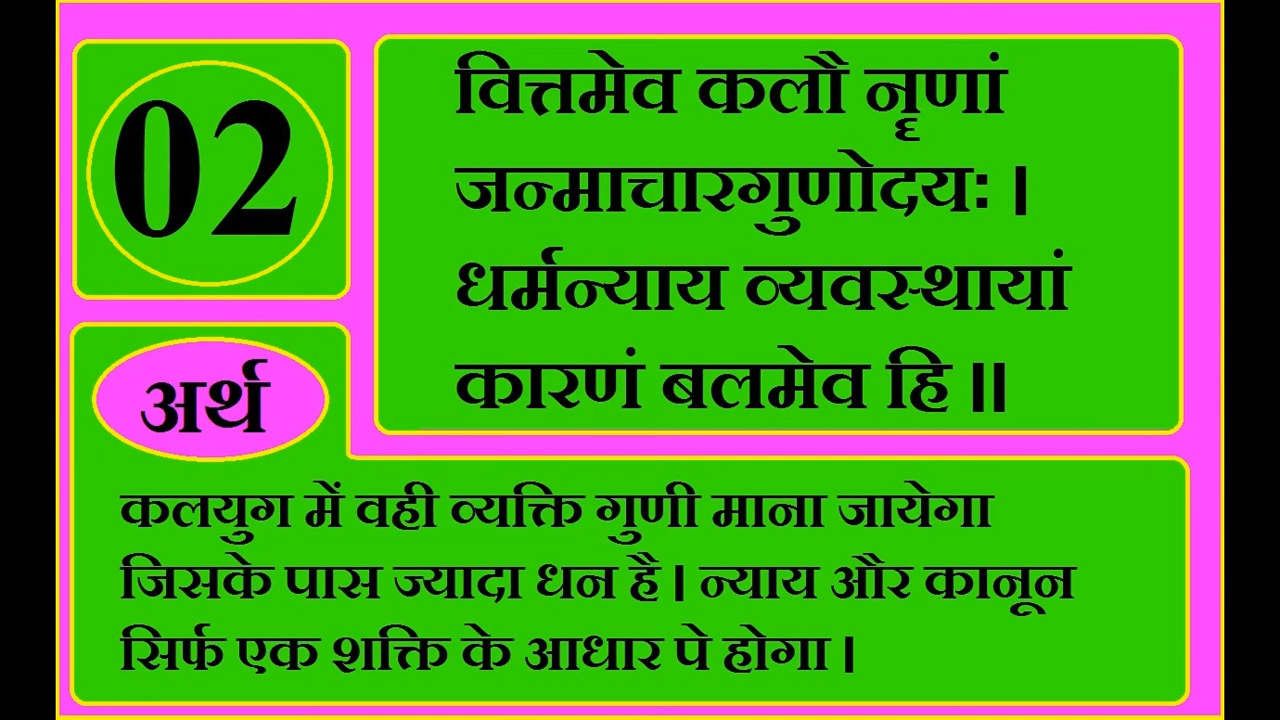 02
वित्तमेव कलौ नॄणां
जन्माचारगुणोदयः ।
धर्मन्याय व्यवस्थायां
कारणं बलमेव हि ॥
अर्थ
कलयुग में वही व्यक्ति गुणी माना जायेगा
जिसके पास ज्यादा धन है । न्याय और कानून
सिर्फ एक शक्ति के आधार पे होगा ।